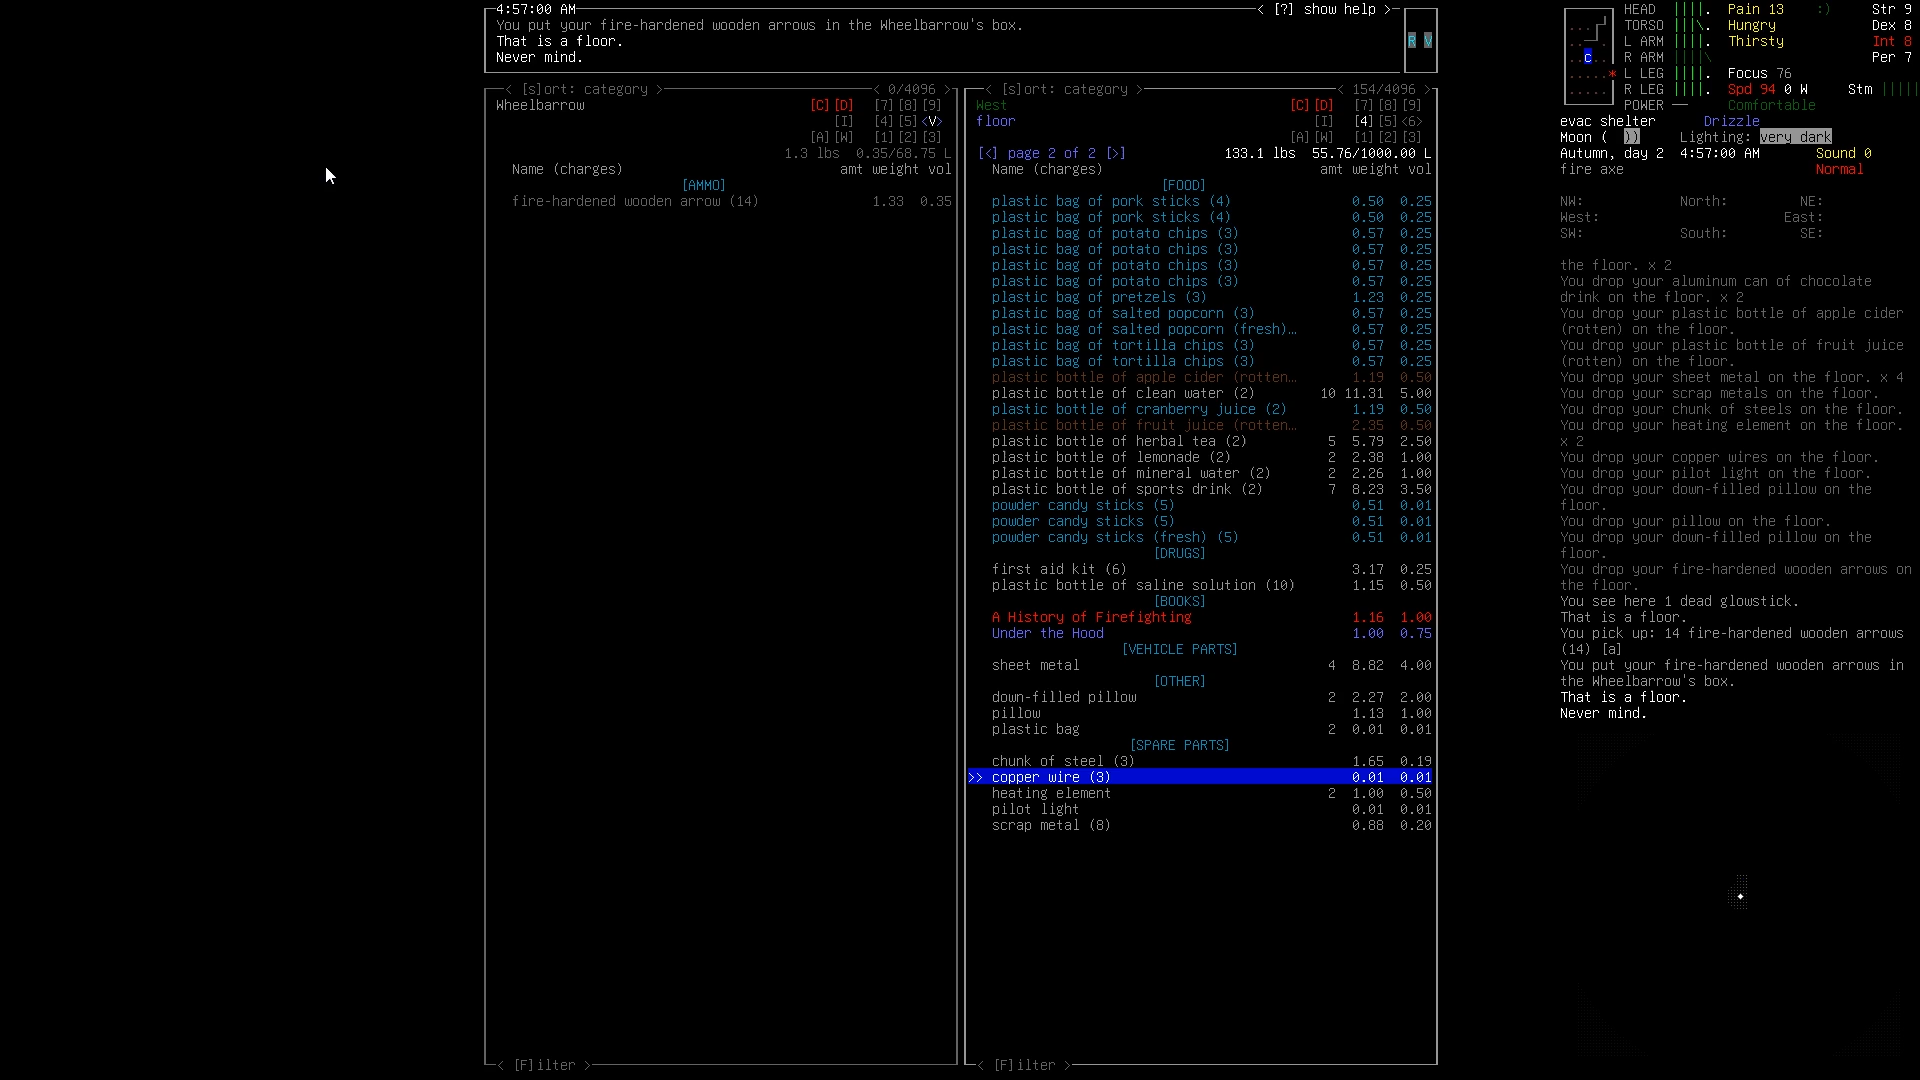 4:57:00 AM < [?] show help >
You put your fire-hardened wooden arrows in the Wheelbarrow's box.
That is a floor.
Never mind.
R V
< [s]ort: category > < 0/4096 >
Wheelbarrow [C] [D] [7] [8] [9]
[I] [4] [5] <V>
[A] [W] [1] [2] [3]
1.3 lbs 0.35/68.75 L
Name (charges) amt weight vol
[AMMO]
fire-hardened wooden arrow (14) 1.33 0.35
< [F]ilter >
< [s]ort: category > < 154/4096 >
West [C] [D] [7] [8] [9]
floor [I] [4] [5] <6>
[A] [W] [1] [2] [3]
[<] page 2 of 2 [>] 133.1 lbs 55.76/1000.00 L
Name (charges) amt weight vol
[FOOD]
plastic bag of pork sticks (4) 0.50 0.25
plastic bag of pork sticks (4) 0.50 0.25
plastic bag of potato chips (3) 0.57 0.25
plastic bag of potato chips (3) 0.57 0.25
plastic bag of potato chips (3) 0.57 0.25
plastic bag of potato chips (3) 0.57 0.25
plastic bag of pretzels (3) 1.23 0.25
plastic bag of salted popcorn (3) 0.57 0.25
plastic bag of salted popcorn (fresh)… 0.57 0.25
plastic bag of tortilla chips (3) 0.57 0.25
plastic bag of tortilla chips (3) 0.57 0.25
plastic bottle of apple cider (rotten… 1.19 0.50
plastic bottle of clean water (2) 10 11.31 5.00
plastic bottle of cranberry juice (2) 1.19 0.50
plastic bottle of fruit juice (rotten… 2.35 0.50
plastic bottle of herbal tea (2) 5 5.79 2.50
plastic bottle of lemonade (2) 2 2.38 1.00
plastic bottle of mineral water (2) 2 2.26 1.00
plastic bottle of sports drink (2) 7 8.23 3.50
powder candy sticks (5) 0.51 0.01
powder candy sticks (5) 0.51 0.01
powder candy sticks (fresh) (5) 0.51 0.01
[DRUGS]
first aid kit (6) 3.17 0.25
plastic bottle of saline solution (10) 1.15 0.50
[BOOKS]
A History of Firefighting 1.16 1.00
Under the Hood 1.00 0.75
[VEHICLE PARTS]
sheet metal 4 8.82 4.00
[OTHER]
down-filled pillow 2 2.27 2.00
pillow 1.13 1.00
plastic bag 2 0.01 0.01
[SPARE PARTS]
chunk of steel (3) 1.65 0.19
>> copper wire (3) 0.01 0.01
heating element 2 1.00 0.50
pilot light 0.01 0.01
scrap metal (8) 0.88 0.20
< [F]ilter >
HEAD ||||. Pain 13 :) Str 9
TORSO |||\. Hungry Dex 8
L ARM ||||. Thirsty Int 8
R ARM ||||\ Per 7
L LEG ||||. Focus 76
R LEG ||||. Spd 94 0 W Stm |||||
POWER — Comfortable
c
*
evac shelter Drizzle
Moon ( )) Lighting: very dark
Autumn, day 2 4:57:00 AM Sound 0
fire axe Normal
NW: North: NE:
West: East:
SW: South: SE:
the floor. x 2
You drop your aluminum can of chocolate
drink on the floor. x 2
You drop your plastic bottle of apple cider
(rotten) on the floor.
You drop your plastic bottle of fruit juice
(rotten) on the floor.
You drop your sheet metal on the floor. x 4
You drop your scrap metals on the floor.
You drop your chunk of steels on the floor.
You drop your heating element on the floor.
x 2
You drop your copper wires on the floor.
You drop your pilot light on the floor.
You drop your down-filled pillow on the
floor.
You drop your pillow on the floor.
You drop your down-filled pillow on the
floor.
You drop your fire-hardened wooden arrows on
the floor.
You see here 1 dead glowstick.
That is a floor.
You pick up: 14 fire-hardened wooden arrows
(14) [a]
You put your fire-hardened wooden arrows in
the Wheelbarrow's box.
That is a floor.
Never mind.